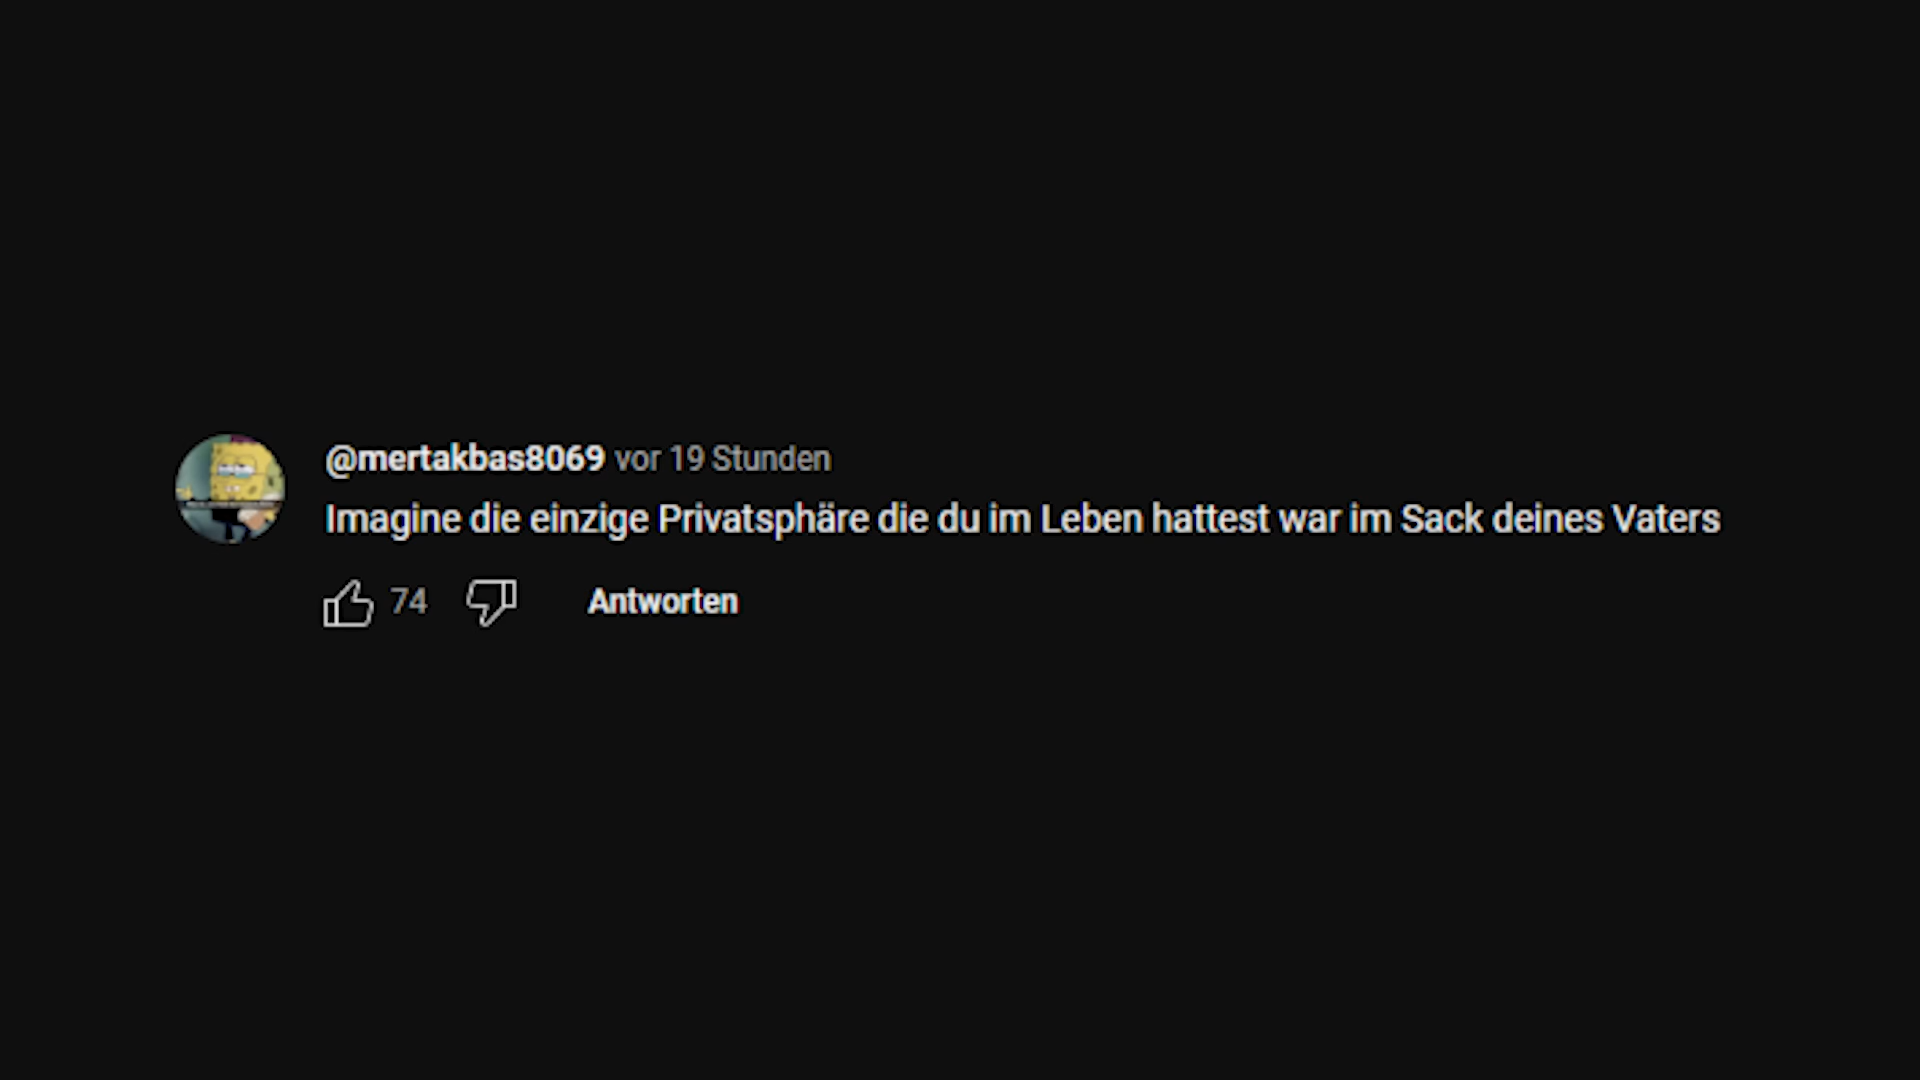 @mertakbas8069 vor 19 Stunden
Imagine die einzige Privatsphäre die du im Leben hattest war im Sack deines Vaters
74 Antworten